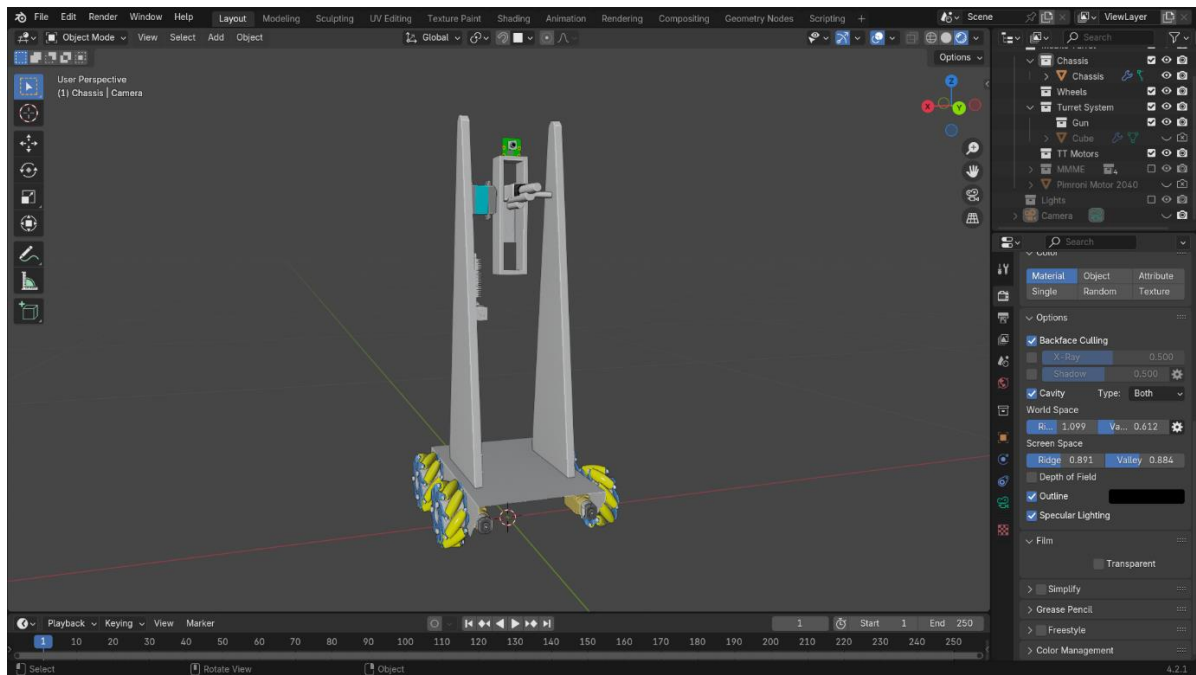 File Edit Render Window Help Layout Modeling Sculpting UV Editing Texture Paint Shading Animation Rendering Compositing Geometry Nodes Scripting + Scene ViewLayer
Object Mode View Select Add Object Global Search
Options
User Perspective
(1) Chassis | Camera
X
Y
Z
Chassis
Chassis
Wheels
Turret System
Gun
Cube
TT Motors
MMME 4
Pimroni Motor 2040
Lights
Camera
Search
Color
Material Object Attribute
Single Random Texture
Options
Backface Culling
X-Ray 0.500
Shadow 0.500
Cavity Type: Both
World Space
Ri... 1.099 Va... 0.612
Screen Space
Ridge 0.891 Valley 0.884
Depth of Field
Outline
Specular Lighting
Film
Transparent
Simplify
Grease Pencil
Freestyle
Color Management
Playback Keying View Marker 1 Start 1 End 250
1 10 20 30 40 50 60 70 80 90 100 110 120 130 140 150 160 170 180 190 200 210 220 230 240 250
Select Rotate View Object 4.2.1